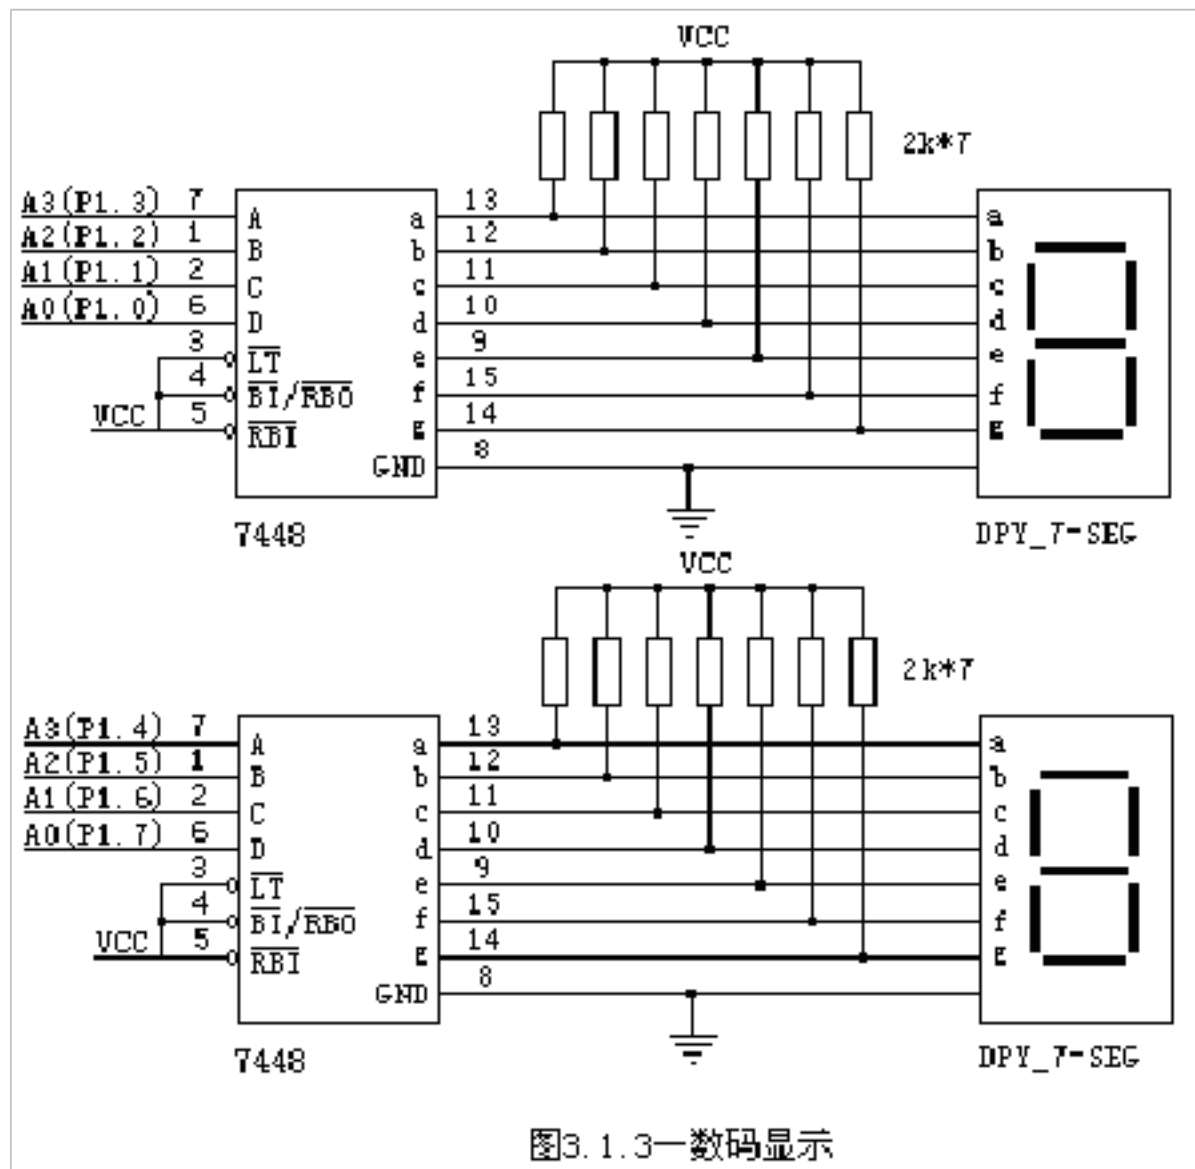 VCC
2k*7
A3(P1.3) 7 A a 13 a
A2(P1.2) 1 B b 12 b
A1(P1.1) 2 C c 11 c
A0(P1.0) 6 D d 10 d
3 LT e 9 e
4 BI/RBO f 15 f
VCC 5 RBI g 14 g
GND 8
7448 DPY_7-SEG
VCC
2k*7
A3(P1.4) 7 A a 13 a
A2(P1.5) 1 B b 12 b
A1(P1.6) 2 C c 11 c
A0(P1.7) 6 D d 10 d
3 LT e 9 e
4 BI/RBO f 15 f
VCC 5 RBI g 14 g
GND 8
7448 DPY_7-SEG
图3.1.3—数码显示